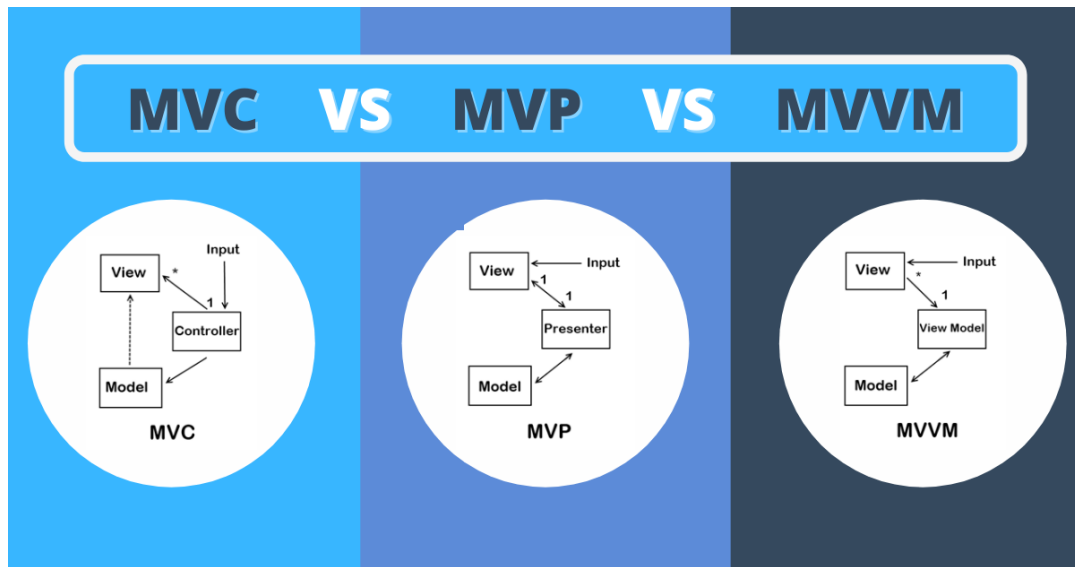 MVC VS MVP VS MVVM
Input
View
*
1
Controller
Model
MVC
View
Input
1
1
Presenter
Model
MVP
View
Input
*
1
View Model
Model
MVVM